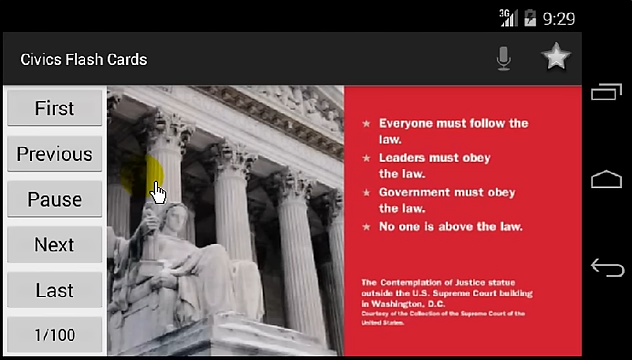 3G 9:29
Civics Flash Cards
First
Previous
Pause
Next
Last
1/100
Everyone must follow the
law.
Leaders must obey
the law.
Government must obey
the law.
No one is above the law.
The Contemplation of Justice statue
outside the U.S. Supreme Court building
in Washington, D.C.
Courtesy of the Collection of the Supreme Court of the
United States.